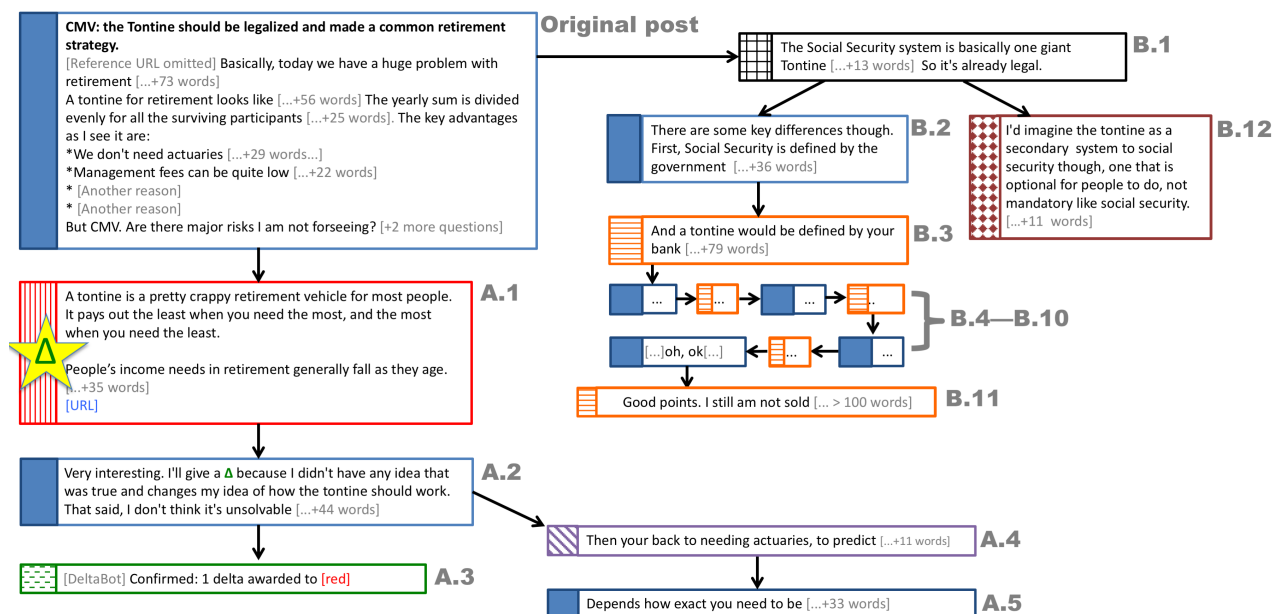 Original post
CMV: the Tontine should be legalized and made a common retirement
strategy.
[Reference URL omitted] Basically, today we have a huge problem with
retirement [...+73 words]
A tontine for retirement looks like [...+56 words] The yearly sum is divided
evenly for all the surviving participants [...+25 words]. The key advantages
as I see it are:
*We don't need actuaries [...+29 words...]
*Management fees can be quite low [...+22 words]
* [Another reason]
* [Another reason]
But CMV. Are there major risks I am not forseeing? [+2 more questions]
A.1
A tontine is a pretty crappy retirement vehicle for most people.
It pays out the least when you need the most, and the most
when you need the least.
Δ
People's income needs in retirement generally fall as they age.
[...+35 words]
[URL]
A.2
Very interesting. I'll give a Δ because I didn't have any idea that
was true and changes my idea of how the tontine should work.
That said, I don't think it's unsolvable [...+44 words]
A.3
[DeltaBot] Confirmed: 1 delta awarded to [red]
A.4
Then your back to needing actuaries, to predict [...+11 words]
A.5
Depends how exact you need to be [...+33 words]
B.1
The Social Security system is basically one giant
Tontine [...+13 words] So it's already legal.
B.2
There are some key differences though.
First, Social Security is defined by the
government [...+36 words]
B.12
I'd imagine the tontine as a
secondary system to social
security though, one that is
optional for people to do, not
mandatory like social security.
[...+11 words]
B.3
And a tontine would be defined by your
bank [...+79 words]
B.4—B.10
...
...
...
..
...
...
[...]oh, ok[...]
B.11
Good points. I still am not sold [... > 100 words]